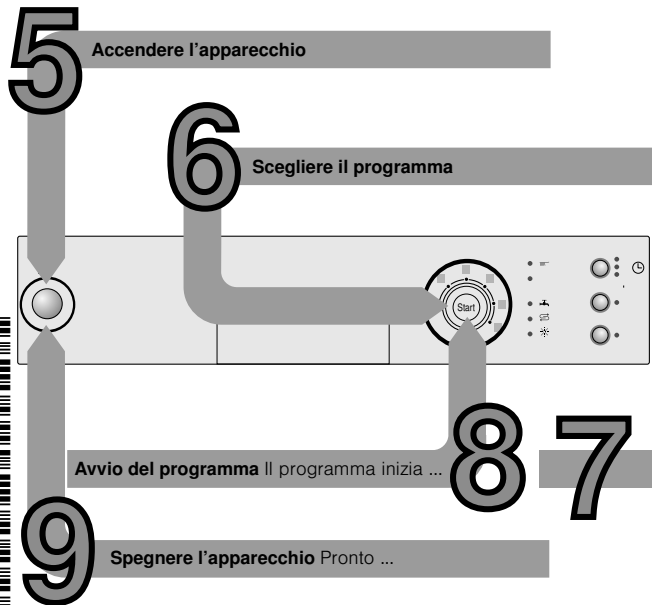 5 Accendere l'apparecchio
6 Scegliere il programma
Start
Avvio del programma Il programma inizia ... 8
7
9 Spegnere l'apparecchio Pronto ...